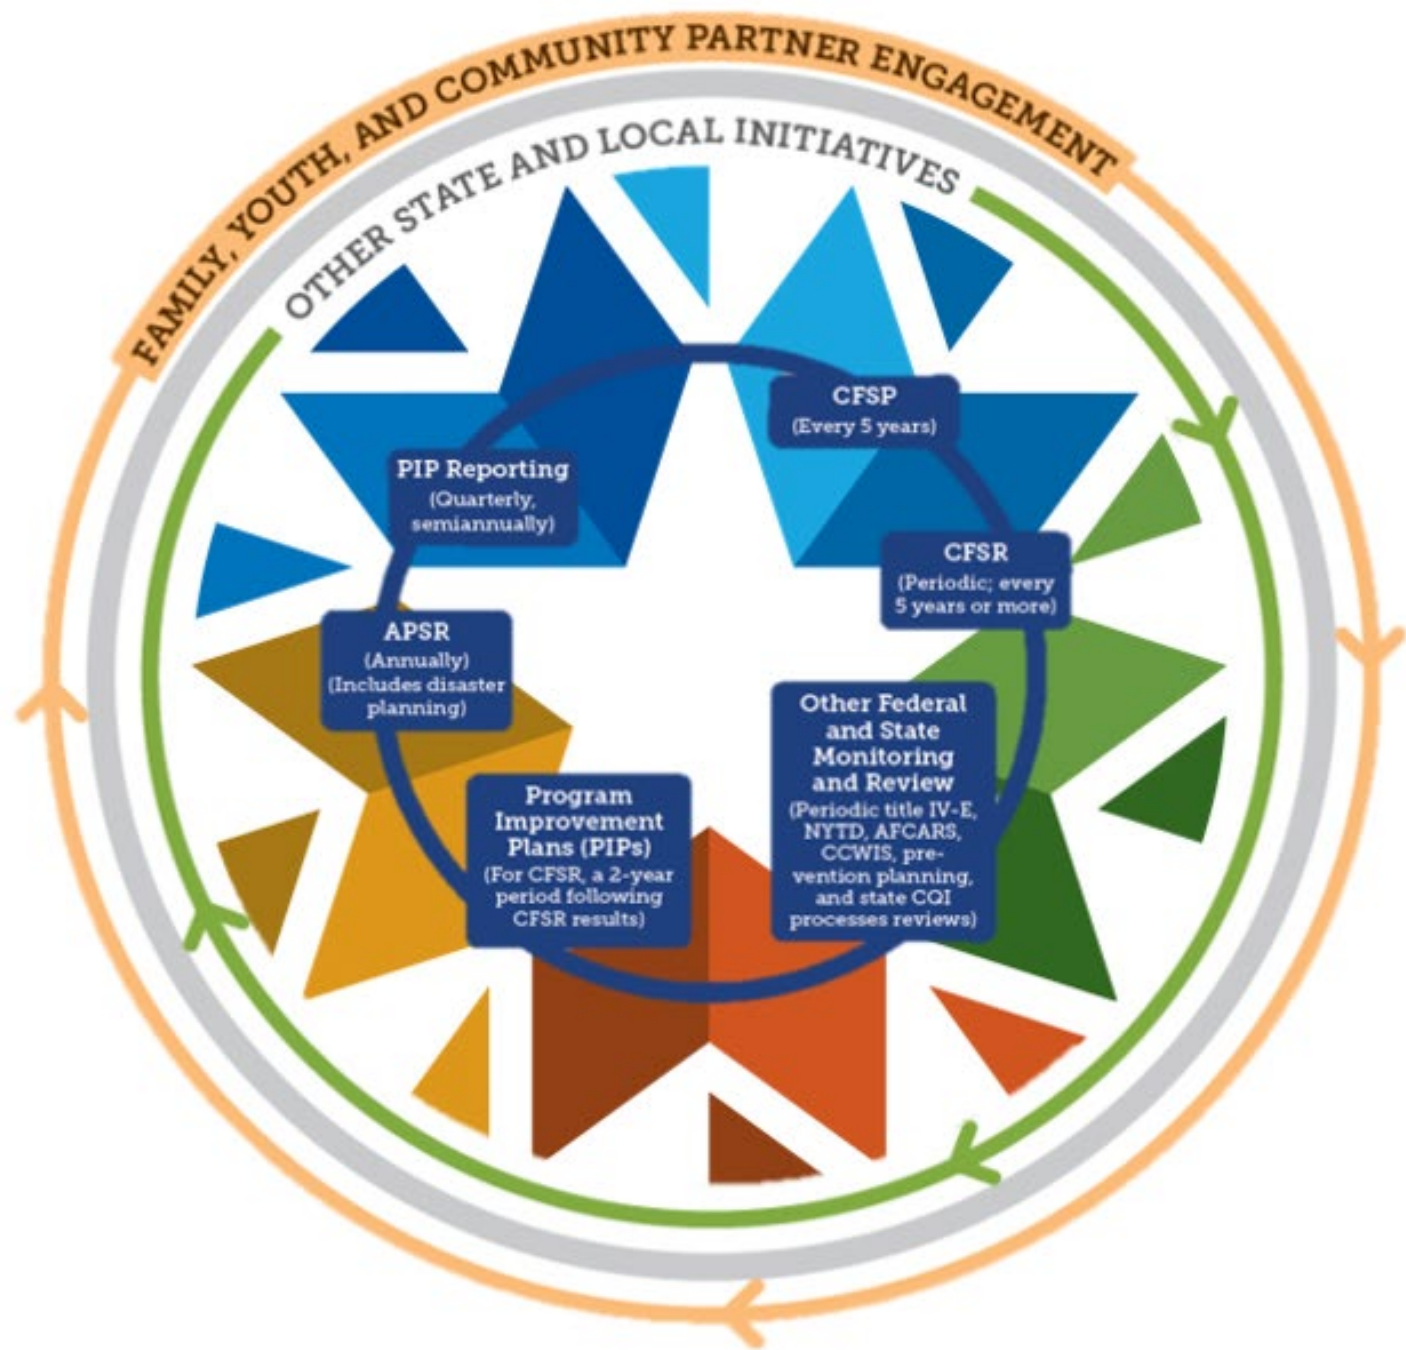 FAMILY, YOUTH, AND COMMUNITY PARTNER ENGAGEMENT
OTHER STATE AND LOCAL INITIATIVES
CFSP
(Every 5 years)
CFSR
(Periodic; every
5 years or more)
Other Federal
and State
Monitoring
and Review
(Periodic title IV-E,
NYTD, AFCARS,
CCWIS, pre-
vention planning,
and state CQI
processes reviews)
Program
Improvement
Plans (PIPs)
(For CFSR, a 2-year
period following
CFSR results)
APSR
(Annually)
(Includes disaster
planning)
PIP Reporting
(Quarterly,
semiannually)